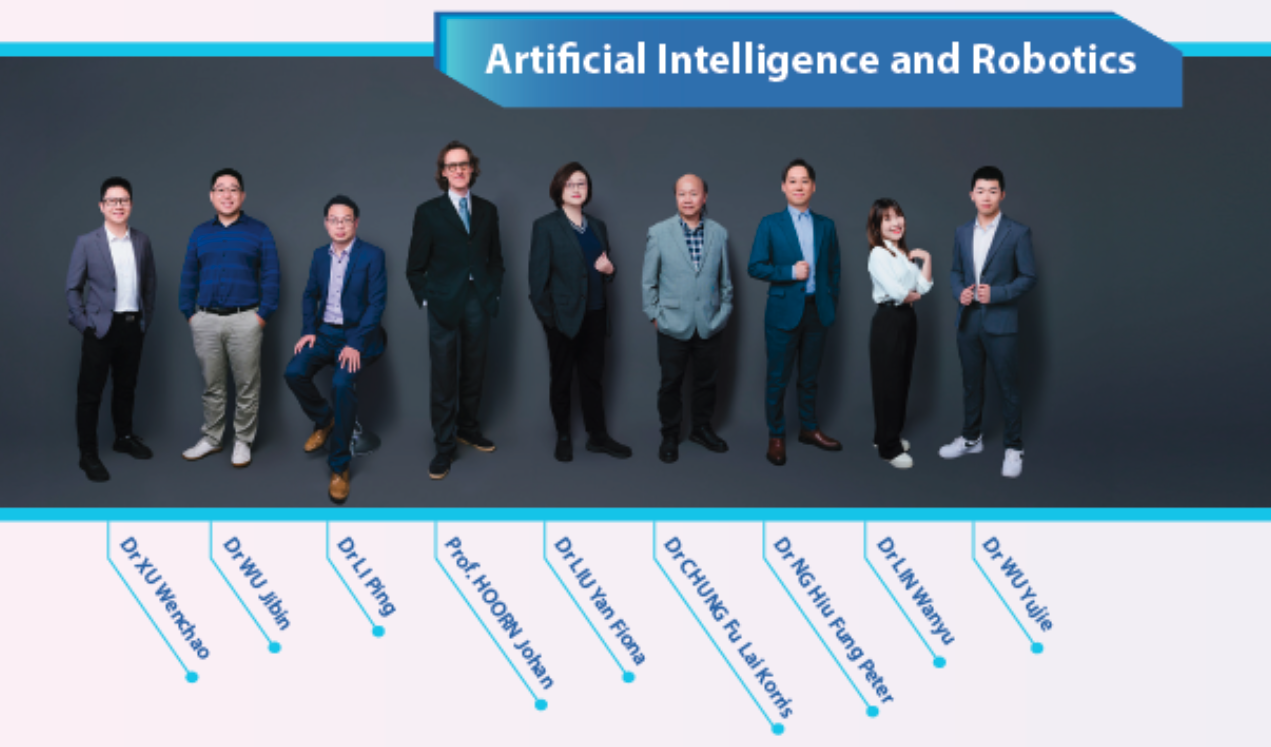 Artificial Intelligence and Robotics
Dr XU Wenchao
Dr WU Jibin
Dr LI Ping
Prof. HOORN Johan
Dr LIU Yan Fiona
Dr CHUNG Fu Lai Korris
Dr NG Hiu Fung Peter
Dr LIN Wanyu
Dr WU Yujie